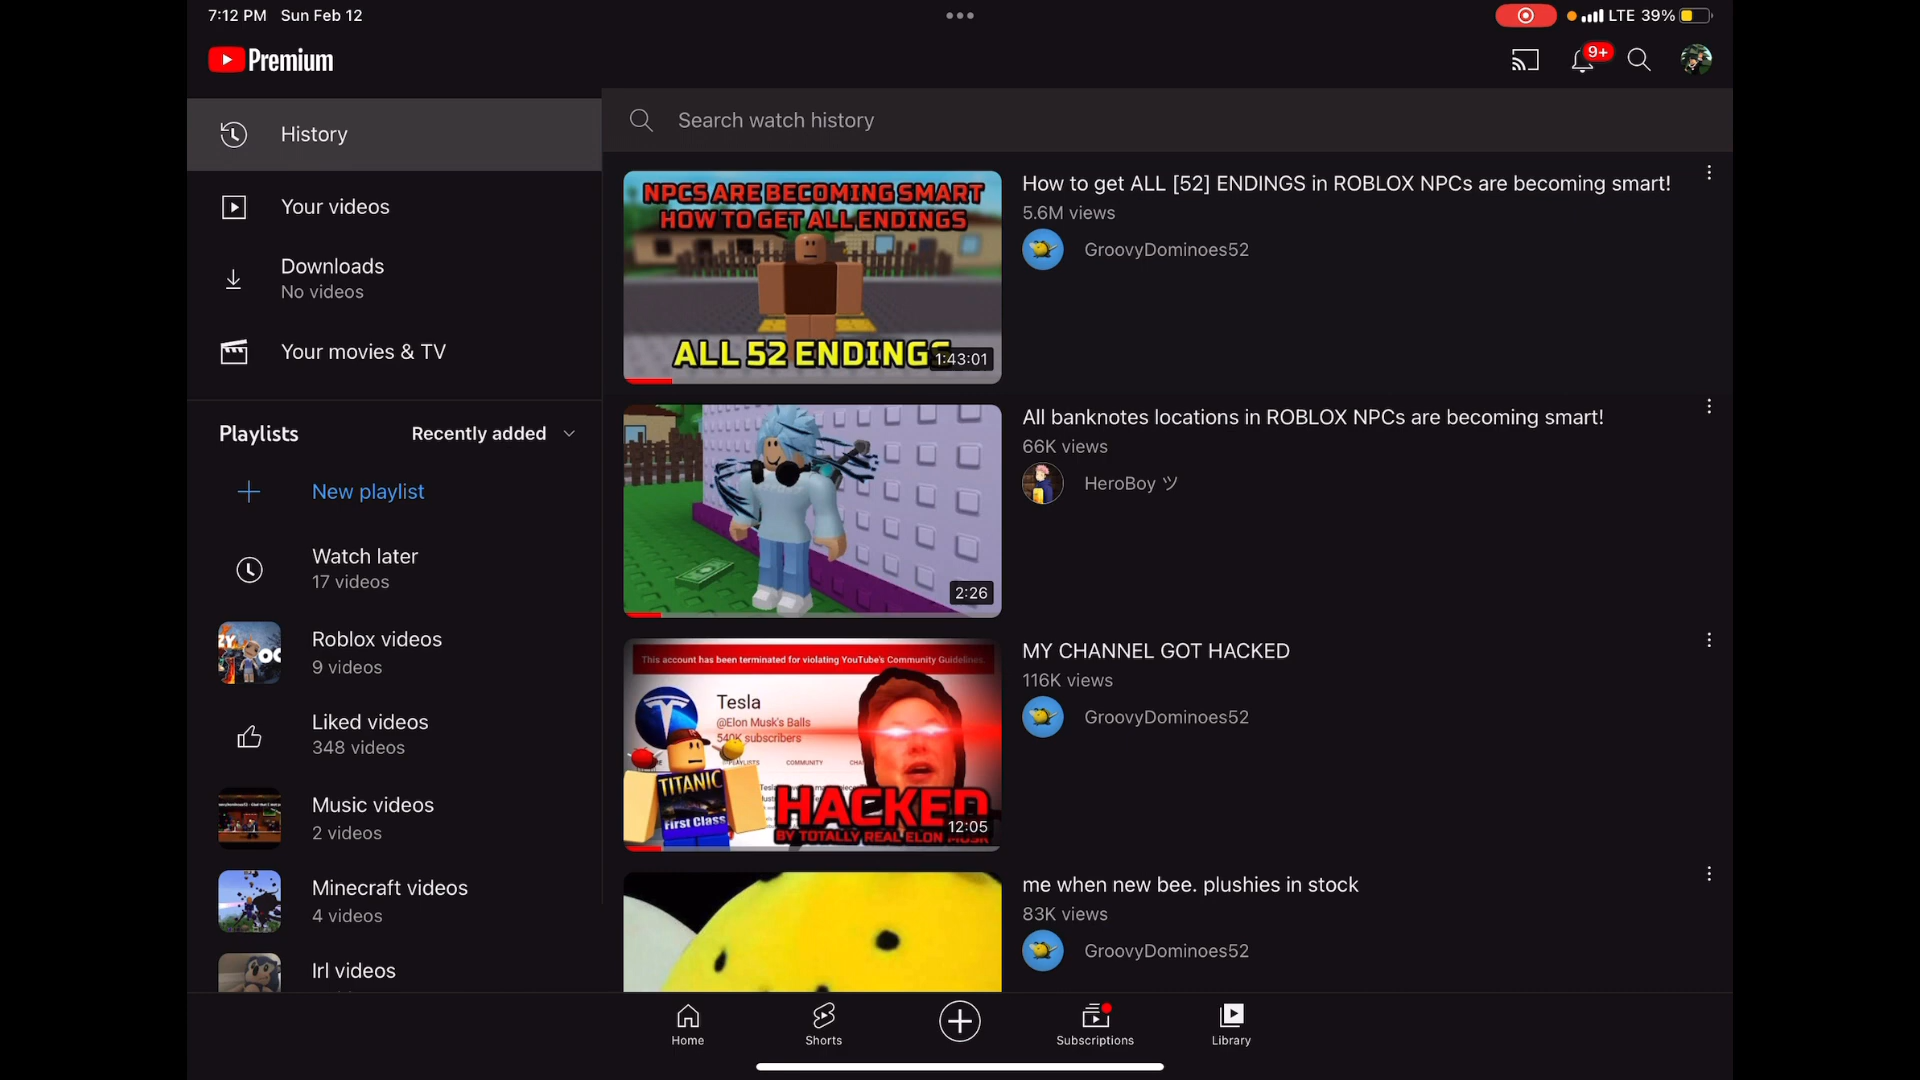 7:12 PM Sun Feb 12
LTE 39%
Premium
9+
History
Your videos
Downloads
No videos
Your movies & TV
Playlists
Recently added
New playlist
Watch later
17 videos
Roblox videos
9 videos
Liked videos
348 videos
Music videos
2 videos
Minecraft videos
4 videos
Irl videos
Search watch history
NPCS ARE BECOMING SMART
HOW TO GET ALL ENDINGS
ALL 52 ENDINGS
1:43:01
How to get ALL [52] ENDINGS in ROBLOX NPCs are becoming smart!
5.6M views
GroovyDominoes52
2:26
All banknotes locations in ROBLOX NPCs are becoming smart!
66K views
HeroBoy ツ
This account has been terminated for violating YouTube's Community Guidelines.
Tesla
@Elon Musk's Balls
540K subscribers
PLAYLISTS COMMUNITY
TITANIC
First Class
HACKED
BY TOTALLY REAL ELON MUSK
12:05
MY CHANNEL GOT HACKED
116K views
GroovyDominoes52
me when new bee. plushies in stock
83K views
GroovyDominoes52
Home
Shorts
Subscriptions
Library